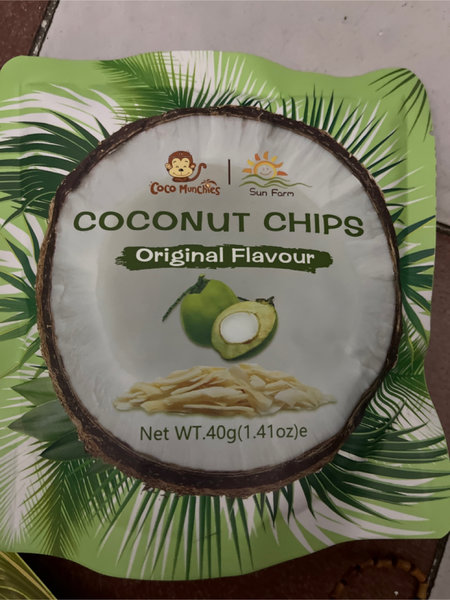 Coco Munchies
Sun Farm
COCONUT CHIPS
Original Flavour
Net WT.40g(1.41oz)e